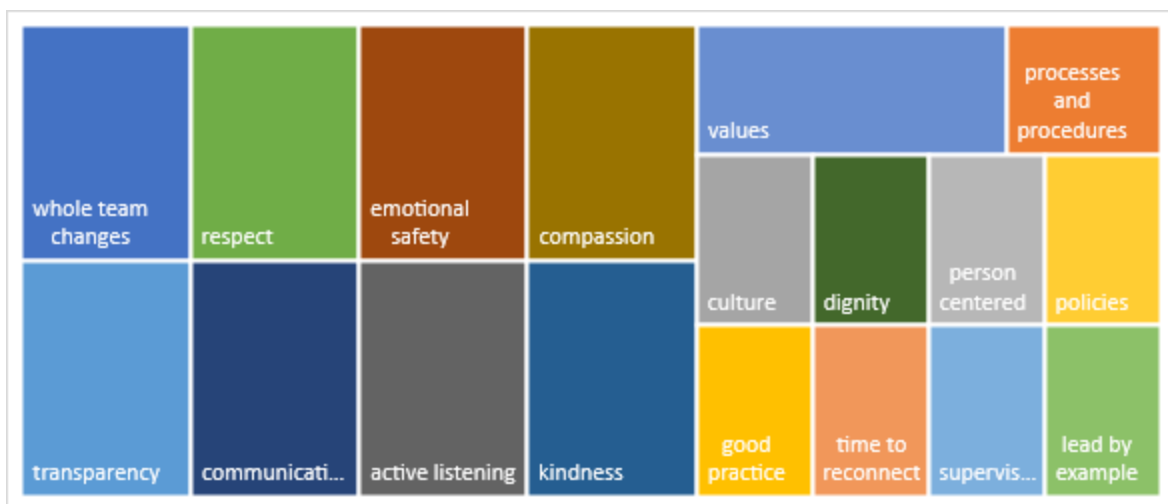 whole team
changes
respect
emotional
safety
compassion
values
processes
and
procedures
culture
dignity
person
centered
policies
transparency
communicati...
active listening
kindness
good
practice
time to
reconnect
supervis...
lead by
example